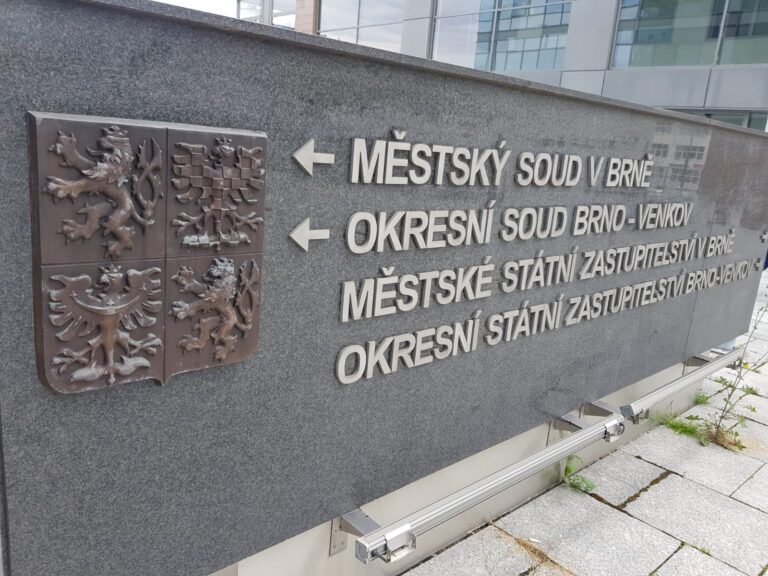 ← MĚSTSKÝ SOUD V BRNĚ
← OKRESNÍ SOUD BRNO - VENKOV
MĚSTSKÉ STÁTNÍ ZASTUPITELSTVÍ V BRNĚ →
OKRESNÍ STÁTNÍ ZASTUPITELSTVÍ BRNO-VENKOV →